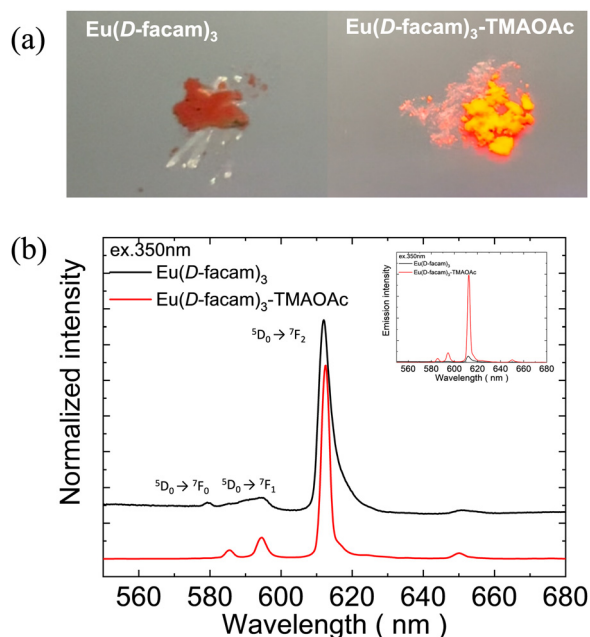 (a)
Eu(D-facam)₃
Eu(D-facam)₃-TMAOAc
(b)
ex.350nm
Eu(D-facam)₃
Eu(D-facam)₃-TMAOAc
⁵D₀ → ⁷F₂
⁵D₀ → ⁷F₀
⁵D₀ → ⁷F₁
Normalized intensity
560 580 600 620 640 660 680
Wavelength ( nm )
ex.350nm
Eu(D-facam)₃
Eu(D-facam)₃-TMAOAc
Emission intensity
560 580 600 620 640 660 680
Wavelength ( nm )